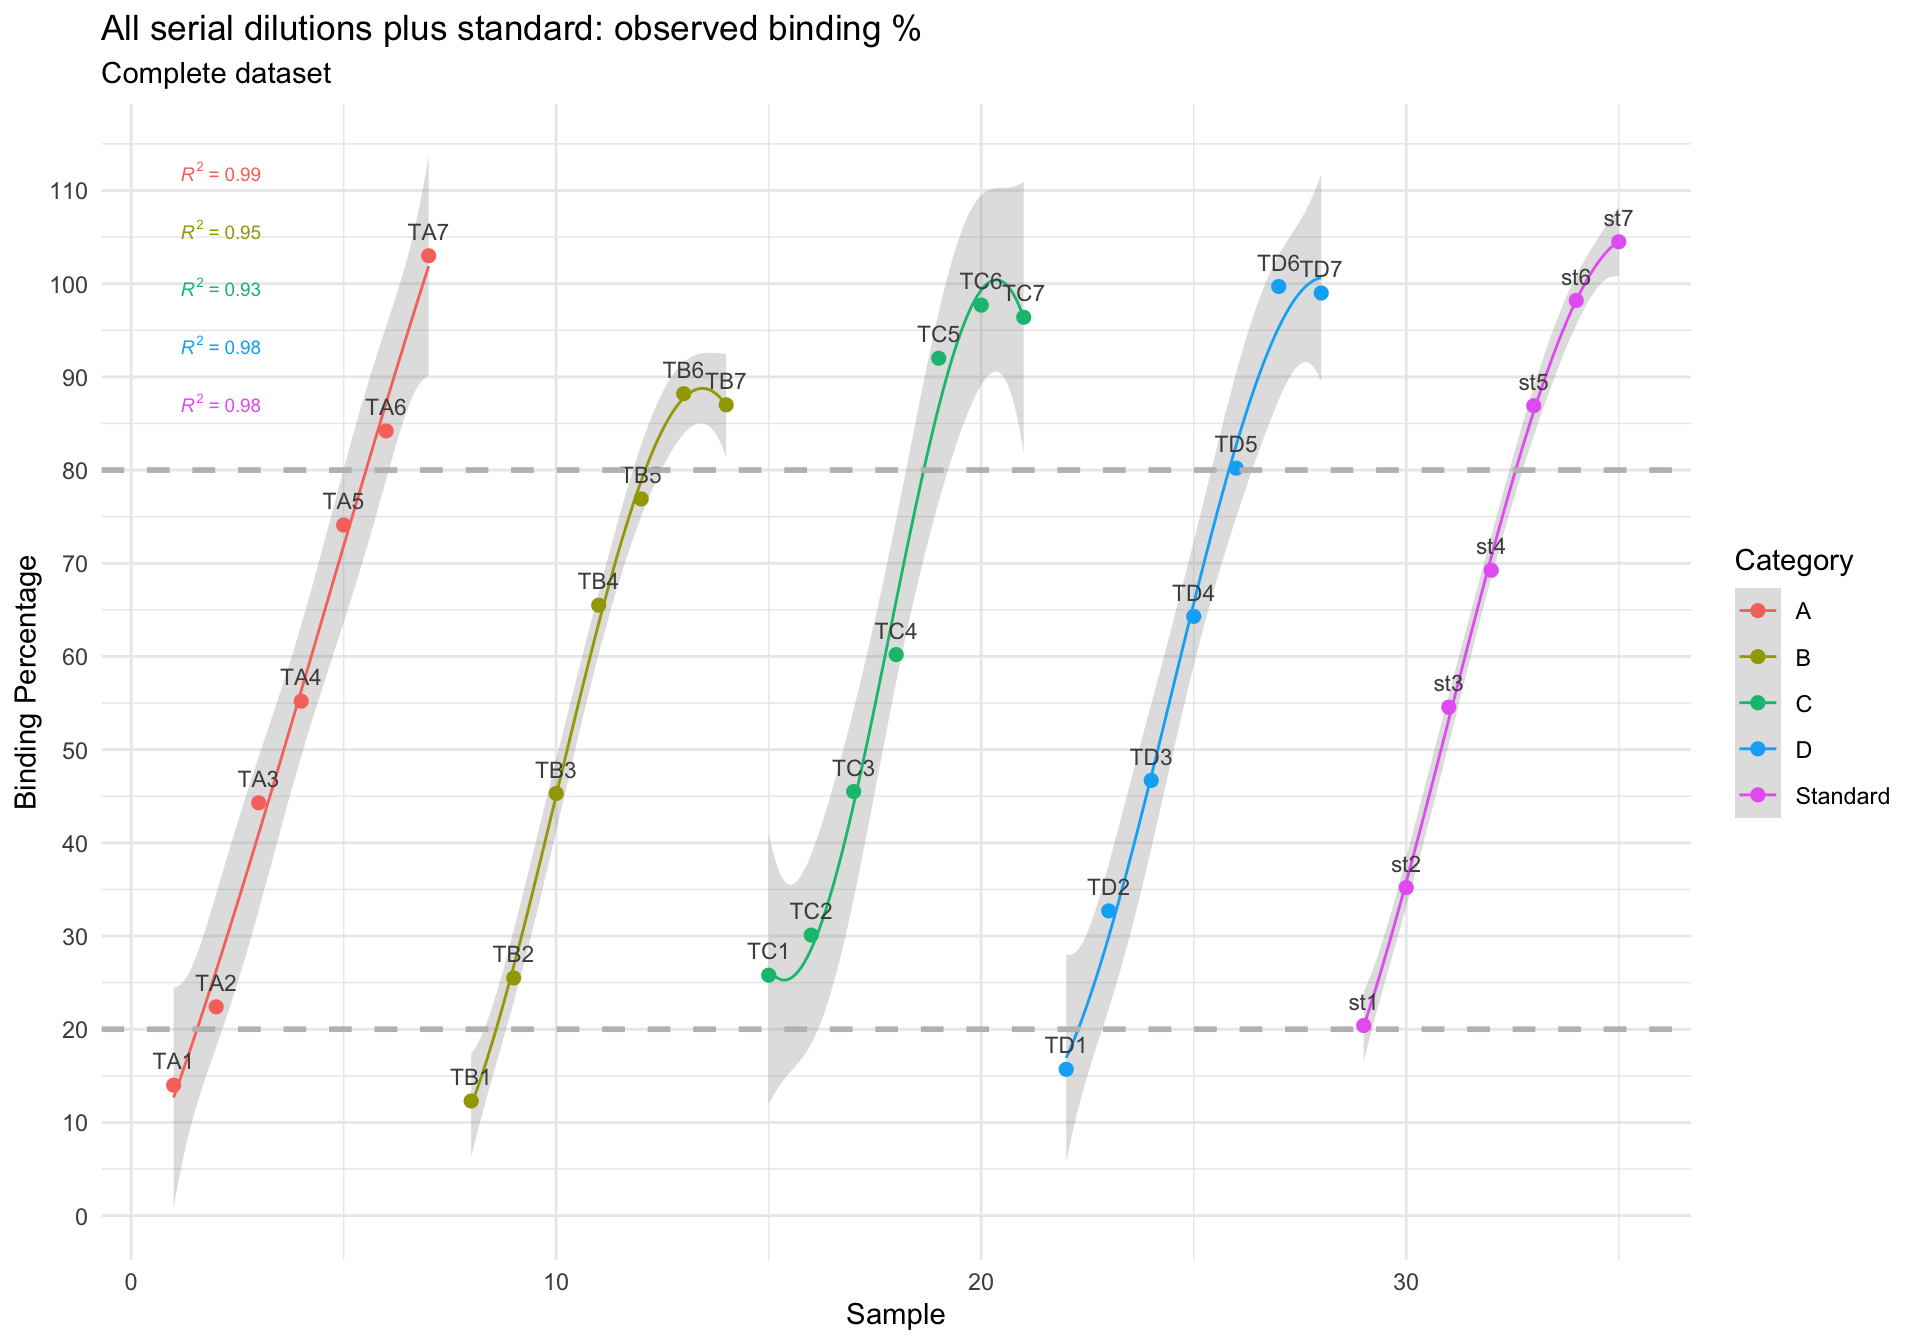 All serial dilutions plus standard: observed binding %
Complete dataset
R² = 0.99
R² = 0.95
R² = 0.93
R² = 0.98
R² = 0.98
110
100
90
80
70
60
50
40
30
20
10
0
Binding Percentage
TA1
TA2
TA3
TA4
TA5
TA6
TA7
TB1
TB2
TB3
TB4
TB5
TB6
TB7
TC1
TC2
TC3
TC4
TC5
TC6
TC7
TD1
TD2
TD3
TD4
TD5
TD6
TD7
st1
st2
st3
st4
st5
st6
st7
0 10 20 30
Sample
Category
A
B
C
D
Standard